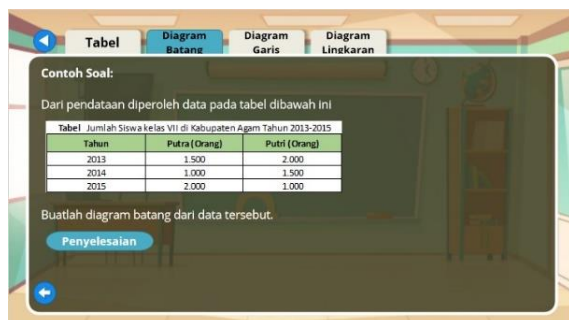 Tabel
Diagram Batang
Diagram Garis
Diagram Lingkaran
Contoh Soal:
Dari pendataan diperoleh data pada tabel dibawah ini
Tabel Jumlah Siswa kelas VII di Kabupaten Agam Tahun 2013-2015
Tahun Putra (Orang) Putri (Orang)
2013 1.500 2.000
2014 1.000 1.500
2015 2.000 1.000
Buatlah diagram batang dari data tersebut.
Penyelesaian